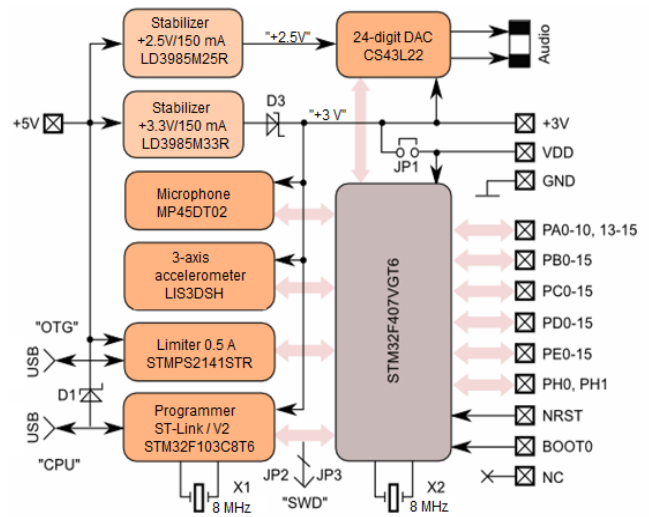 Stabilizer
+2.5V/150 mA
LD3985M25R
"+2.5V"
24-digit DAC
CS43L22
Audio
+5V
Stabilizer
+3.3V/150 mA
LD3985M33R
D3
"+3 V"
+3V
JP1
VDD
GND
Microphone
MP45DT02
3-axis
accelerometer
LIS3DSH
STM32F407VGT6
PA0-10, 13-15
PB0-15
PC0-15
PD0-15
PE0-15
PH0, PH1
NRST
BOOT0
NC
"OTG"
USB
Limiter 0.5 A
STMPS2141STR
D1
USB
"CPU"
Programmer
ST-Link / V2
STM32F103C8T6
X1
8 MHz
JP2
JP3
"SWD"
X2
8 MHz